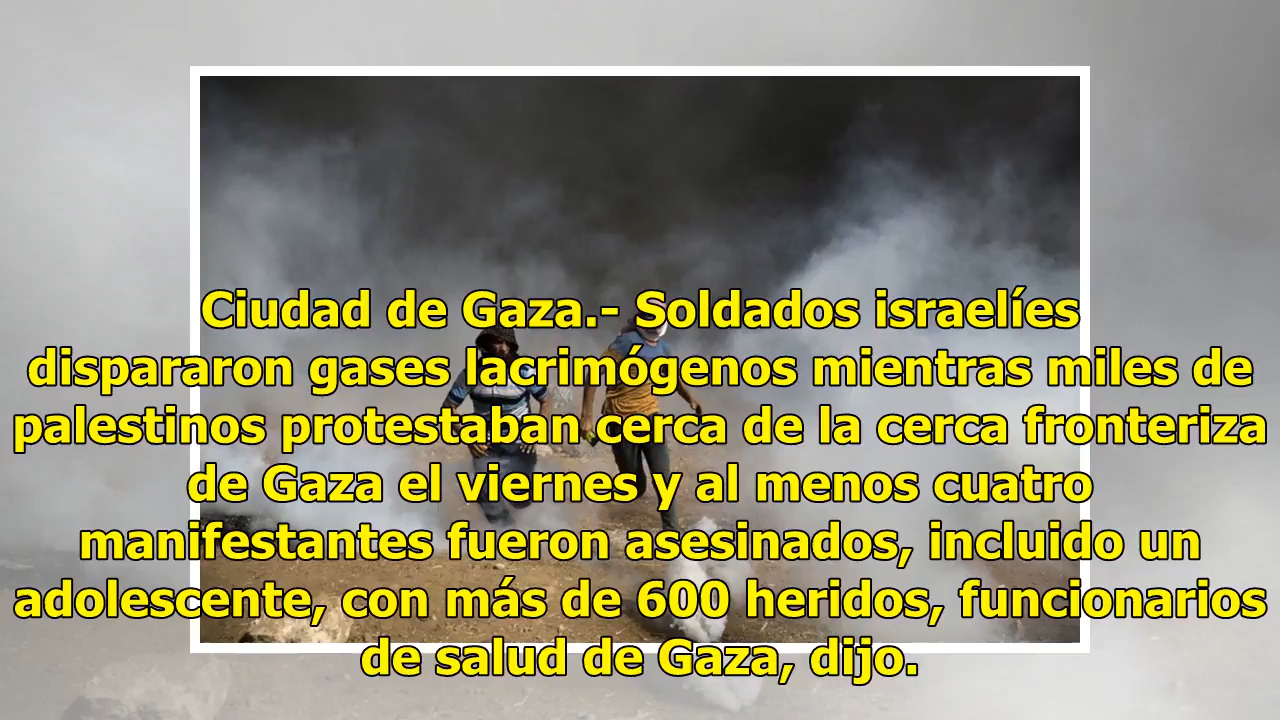 Ciudad de Gaza.- Soldados israelíes
dispararon gases lacrimógenos mientras miles de
palestinos protestaban cerca de la cerca fronteriza
de Gaza el viernes y al menos cuatro
manifestantes fueron asesinados, incluido un
adolescente, con más de 600 heridos, funcionarios
de salud de Gaza, dijo.